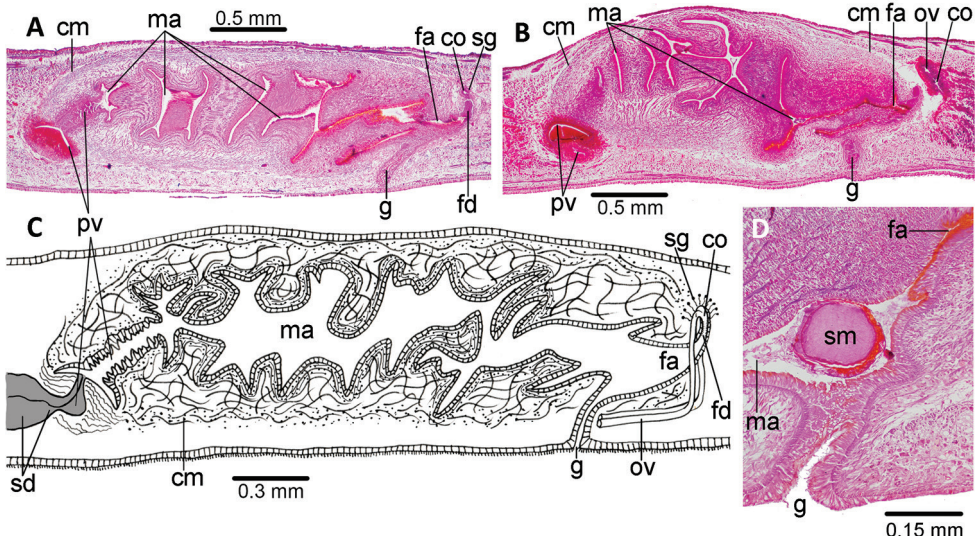 A
0.5 mm
cm
ma
fa co sg
pv
g
fd
B
cm
ma
cm fa ov co
pv
0.5 mm
g
C
sg
co
ma
fa
fd
sd
cm
0.3 mm
g
ov
D
fa
sm
ma
g
0.15 mm